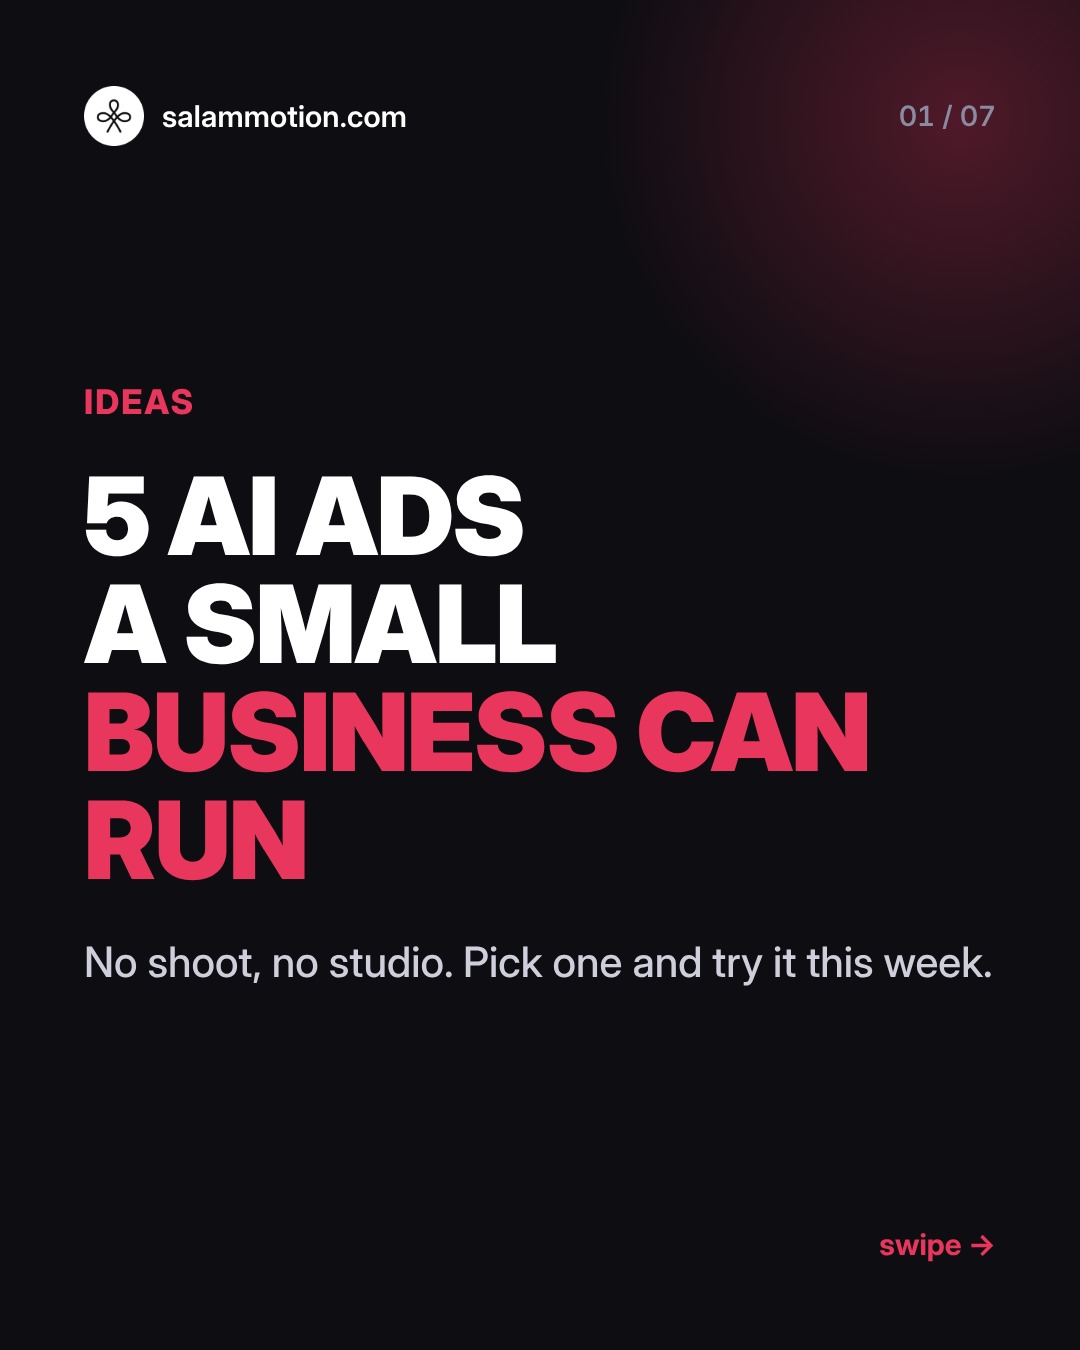 salammotion.com
01 / 07
IDEAS
5 AI ADS
A SMALL
BUSINESS CAN
RUN
No shoot, no studio. Pick one and try it this week.
swipe →